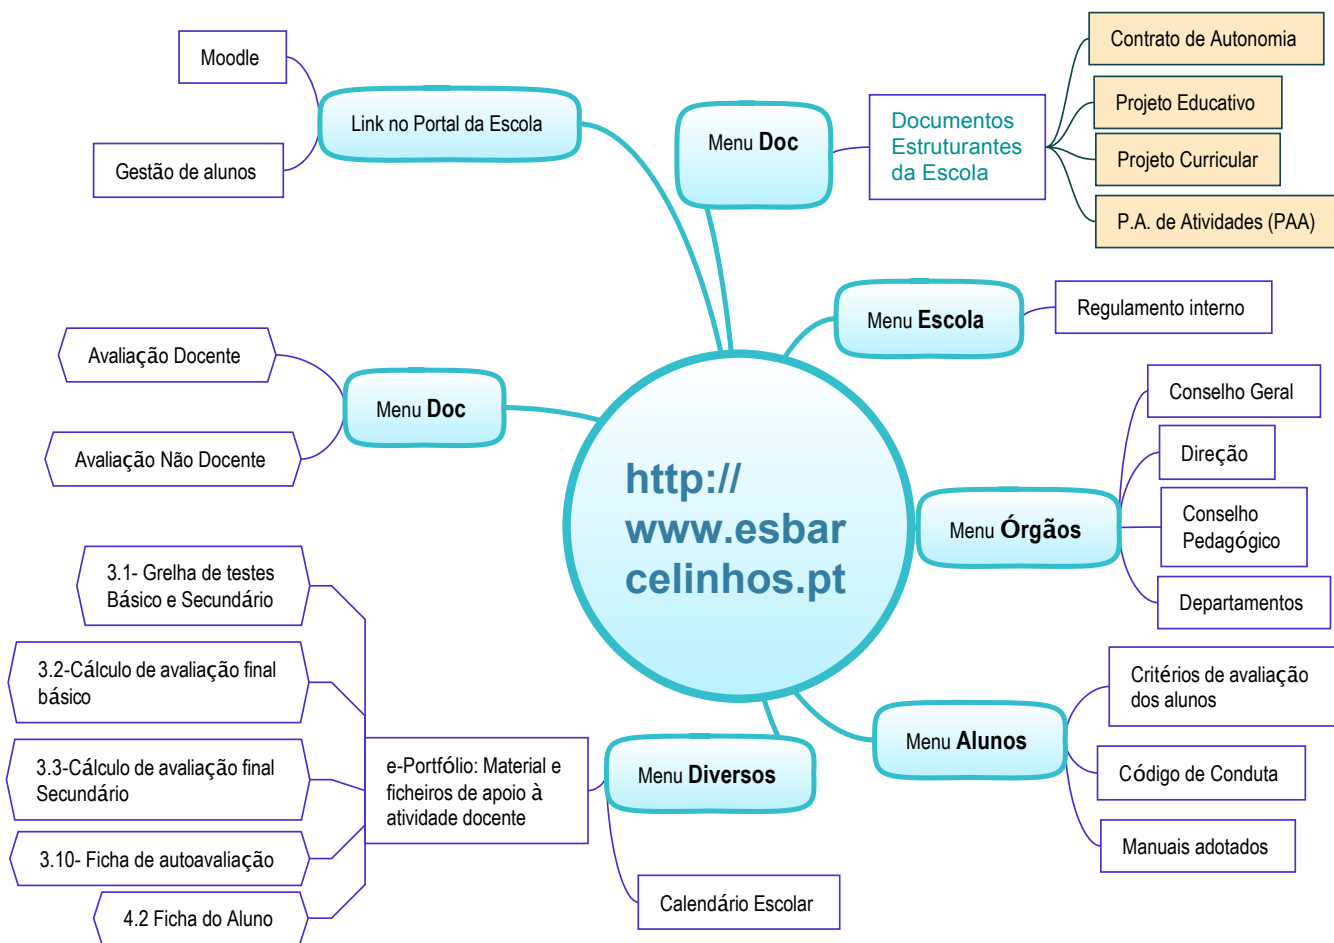 Moodle
Link no Portal da Escola
Gestão de alunos
Menu Doc
Documentos
Estruturantes
da Escola
Contrato de Autonomia
Projeto Educativo
Projeto Curricular
P.A. de Atividades (PAA)
Menu Escola
Regulamento interno
Avaliação Docente
Menu Doc
Avaliação Não Docente
http://
www.esbar
celinhos.pt
Menu Órgãos
Conselho Geral
Direção
Conselho
Pedagógico
Departamentos
Menu Alunos
Critérios de avaliação
dos alunos
Código de Conduta
Manuais adotados
Menu Diversos
e-Portfólio: Material e
ficheiros de apoio à
atividade docente
Calendário Escolar
3.1- Grelha de testes
Básico e Secundário
3.2-Cálculo de avaliação final
básico
3.3-Cálculo de avaliação final
Secundário
3.10- Ficha de autoavaliação
4.2 Ficha do Aluno